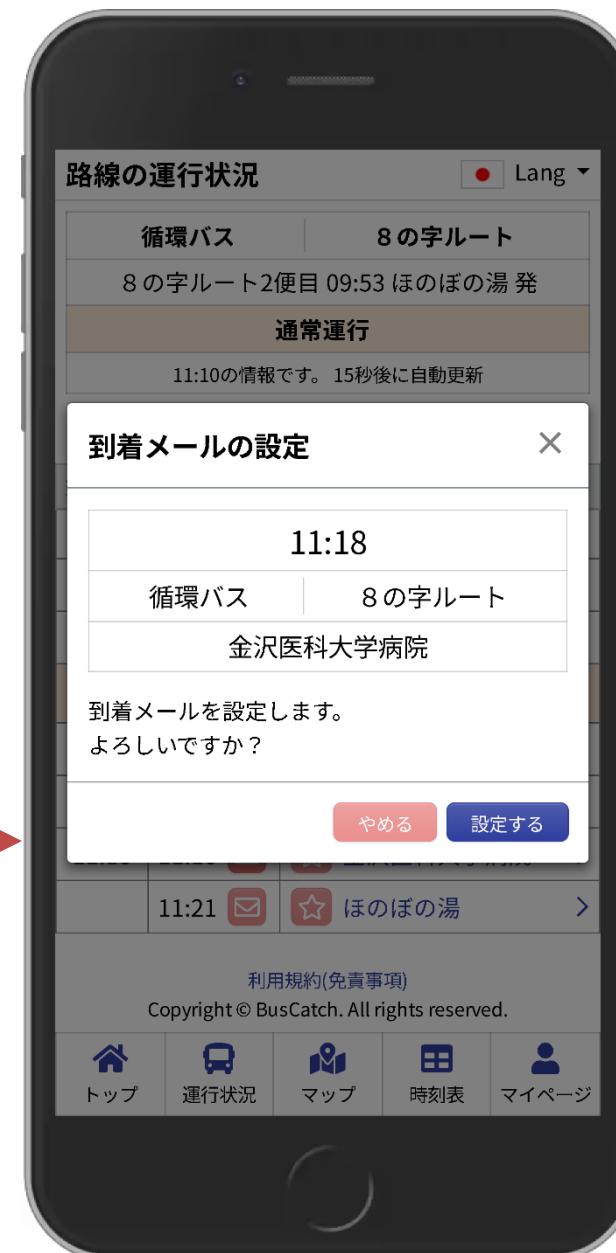 路線の運行状況
Lang
循環バス
８の字ルート
８の字ルート2便目 09:53 ほのぼの湯 発
通常運行
11:10の情報です。 15秒後に自動更新
到着メールの設定
11:18
循環バス
８の字ルート
金沢医科大学病院
到着メールを設定します。
よろしいですか？
やめる
設定する
11:21
ほのぼの湯
利用規約(免責事項)
Copyright © BusCatch. All rights reserved.
トップ
運行状況
マップ
時刻表
マイページ